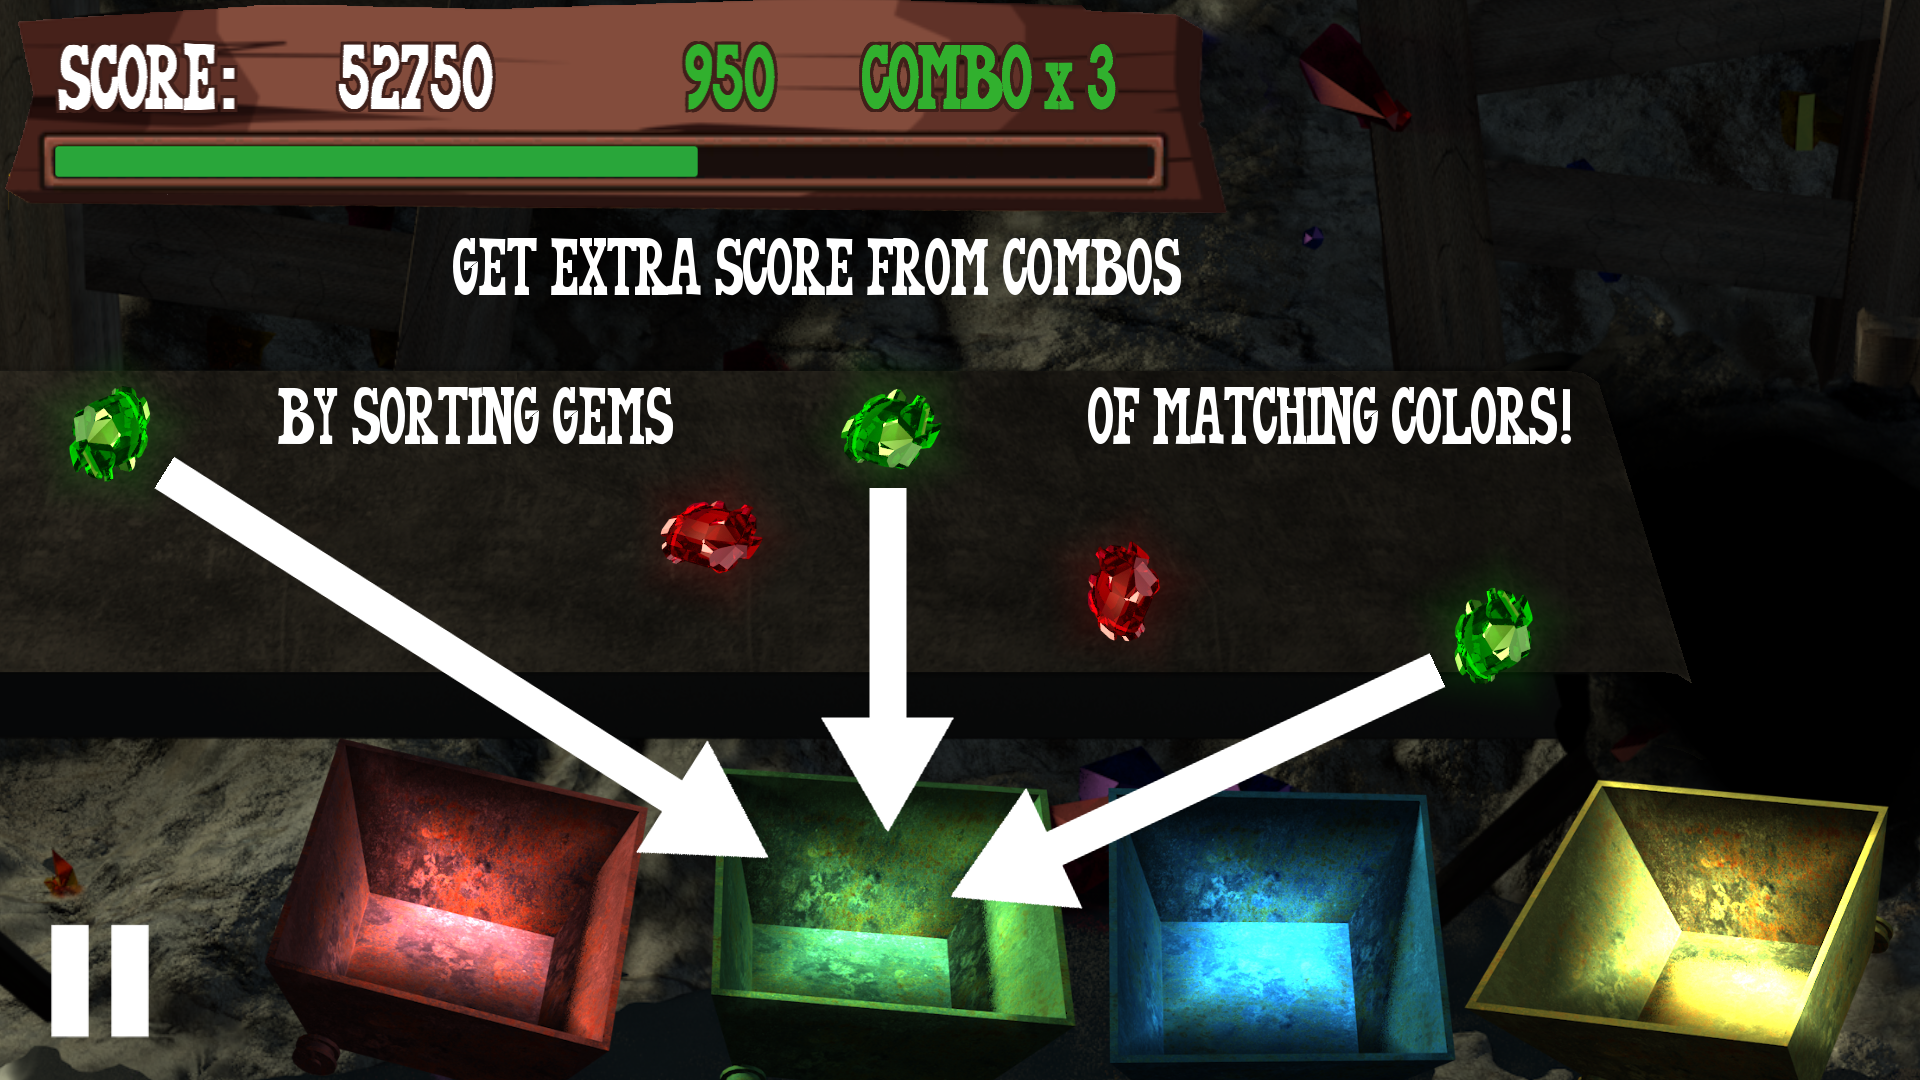 SCORE: 52750 950 COMBO x 3
GET EXTRA SCORE FROM COMBOS
BY SORTING GEMS OF MATCHING COLORS!